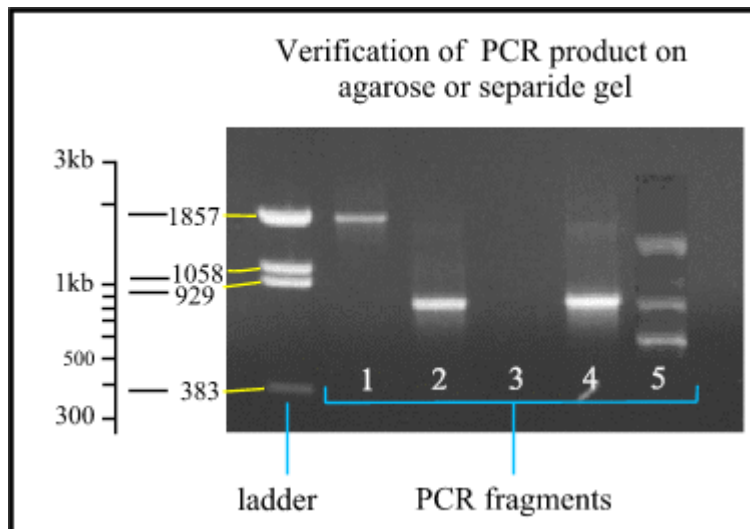 Verification of PCR product on
agarose or separide gel
3kb
1857
1058
1kb
929
500
383
300
1 2 3 4 5
ladder
PCR fragments